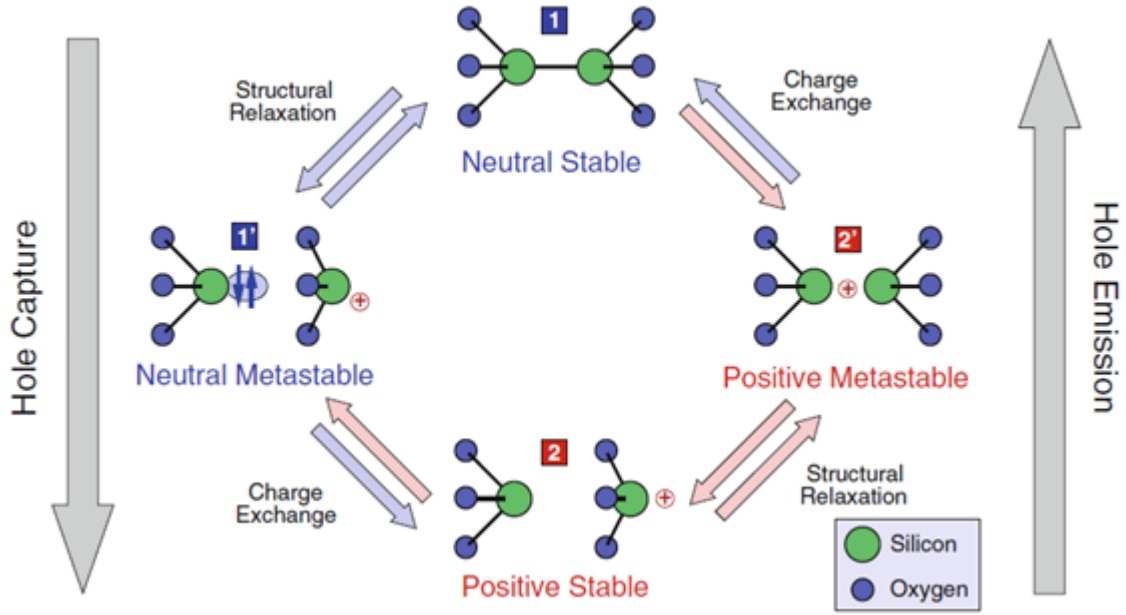 1
Structural
Relaxation
Charge
Exchange
Neutral Stable
Hole Capture
1'
Neutral Metastable
2'
Positive Metastable
Hole Emission
2
Charge
Exchange
Positive Stable
Structural
Relaxation
Silicon
Oxygen